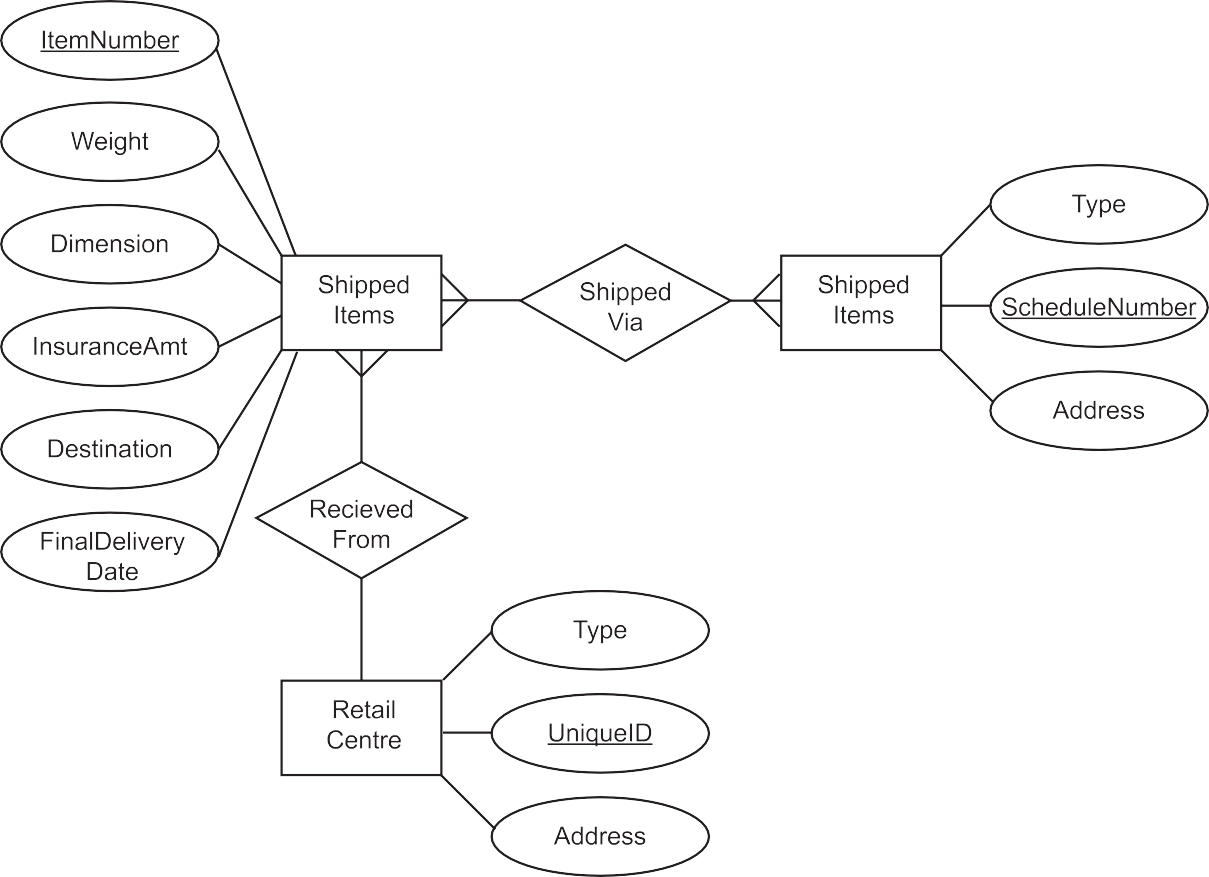 ItemNumber
Weight
Dimension
InsuranceAmt
Destination
FinalDelivery
Date
Shipped
Items
Shipped
Via
Shipped
Items
Type
ScheduleNumber
Address
Recieved
From
Retail
Centre
Type
UniqueID
Address